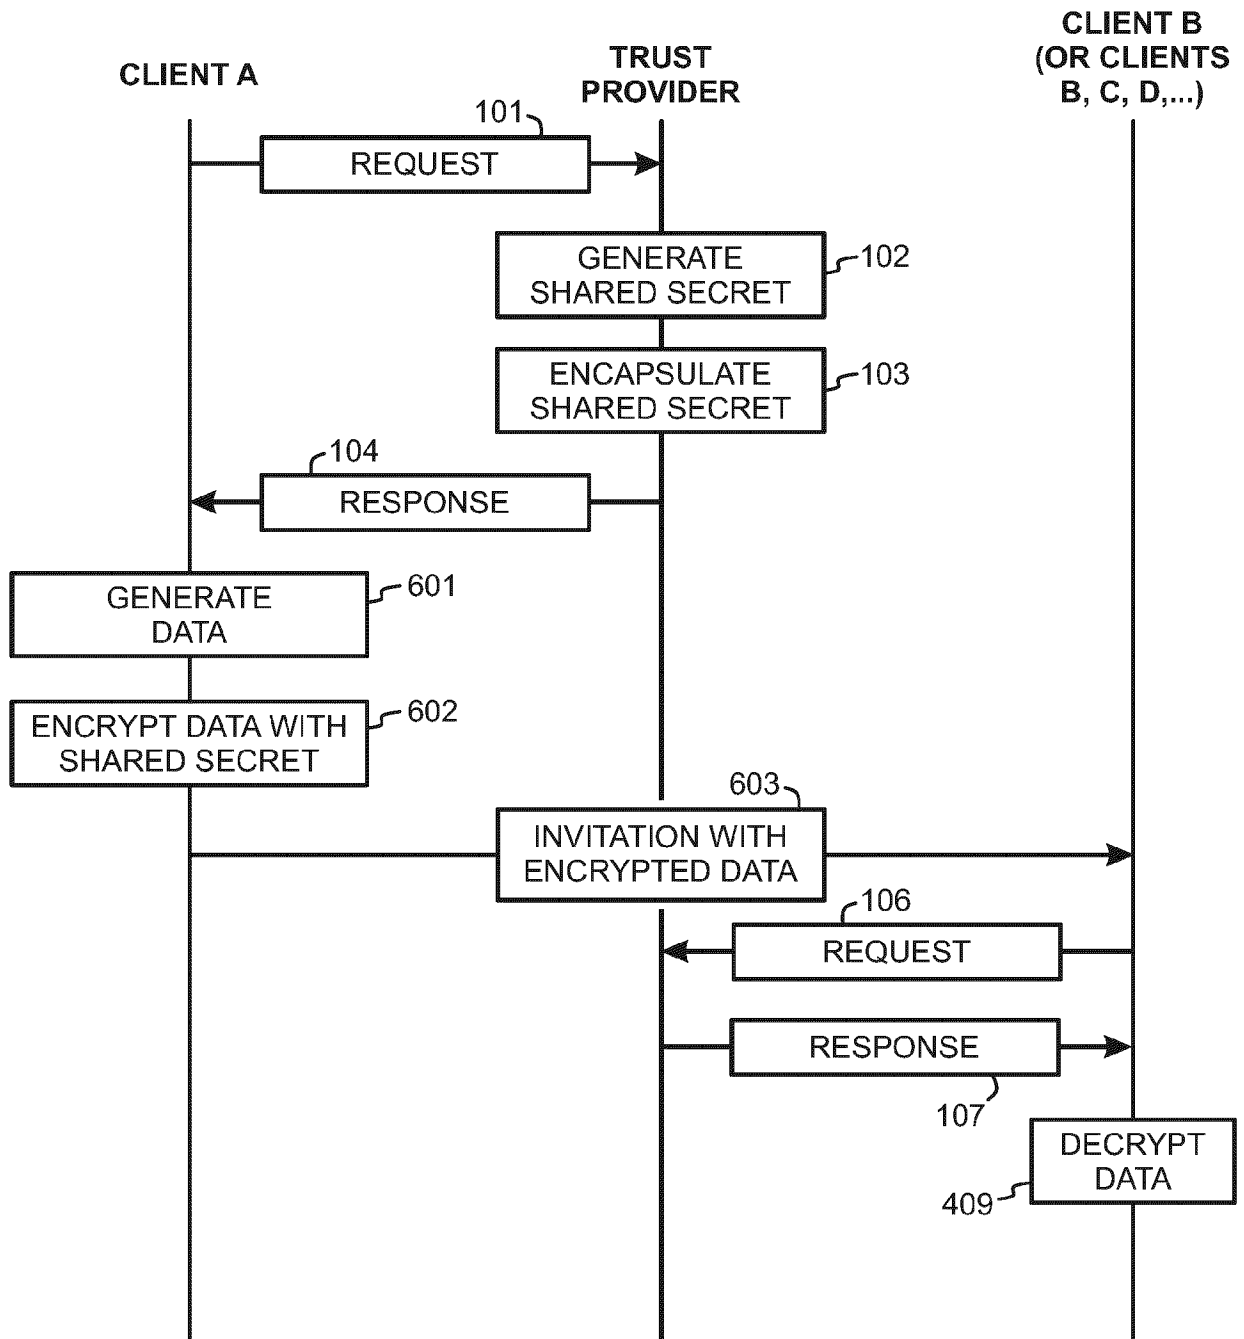 CLIENT A
TRUST
PROVIDER
CLIENT B
(OR CLIENTS
B, C, D,...)
101
REQUEST
GENERATE
SHARED SECRET
102
ENCAPSULATE
SHARED SECRET
103
104
RESPONSE
GENERATE
DATA
601
ENCRYPT DATA WITH
SHARED SECRET
602
603
INVITATION WITH
ENCRYPTED DATA
106
REQUEST
RESPONSE
107
DECRYPT
DATA
409